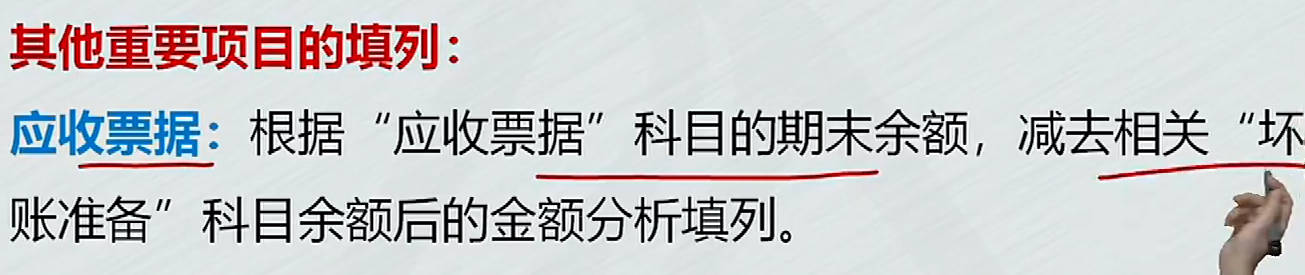 其他重要项目的填列：
应收票据：根据“应收票据”科目的期末余额，减去相关“坏
账准备”科目余额后的金额分析填列。